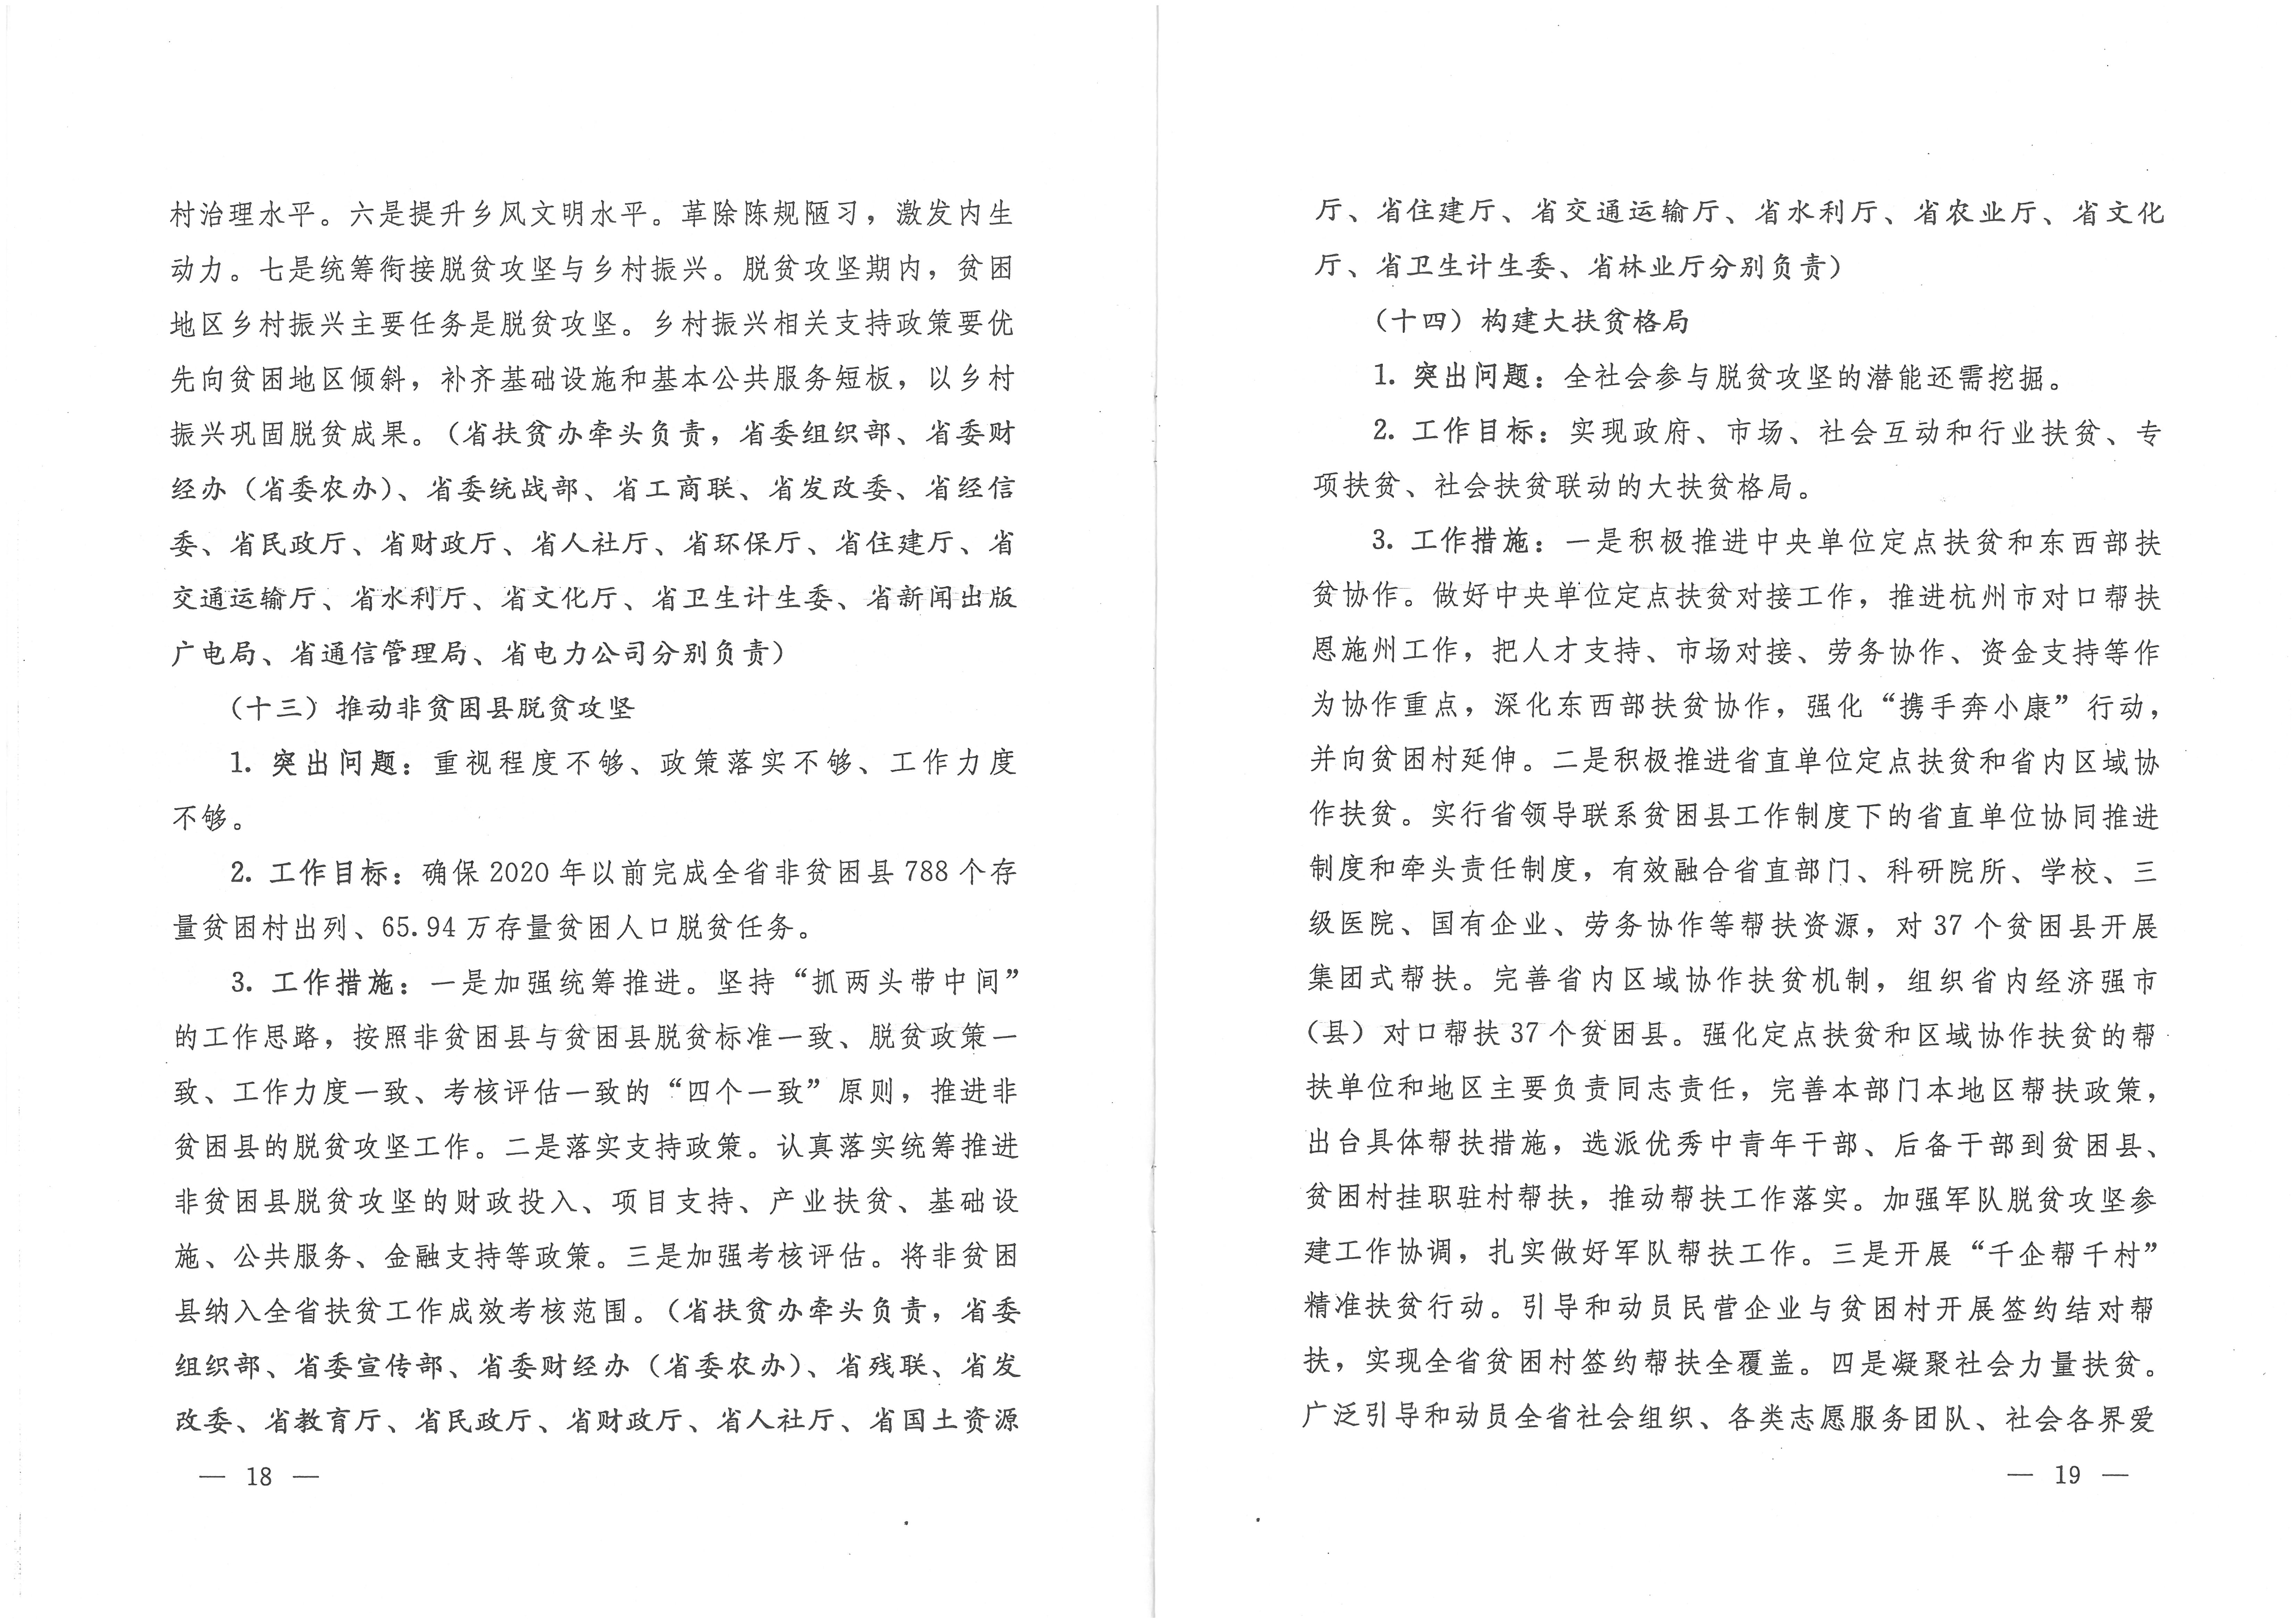 村治理水平。六是提升乡风文明水平。革除陈规陋习，激发内生
动力。七是统筹衔接脱贫攻坚与乡村振兴。脱贫攻坚期内，贫困
地区乡村振兴主要任务是脱贫攻坚。乡村振兴相关支持政策要优
先向贫困地区倾斜，补齐基础设施和基本公共服务短板，以乡村
振兴巩固脱贫成果。（省扶贫办牵头负责，省委组织部、省委财
经办（省委农办）、省委统战部、省工商联、省发改委、省经信
委、省民政厅、省财政厅、省人社厅、省环保厅、省住建厅、省
交通运输厅、省水利厅、省文化厅、省卫生计生委、省新闻出版
广电局、省通信管理局、省电力公司分别负责）
（十三）推动非贫困县脱贫攻坚
1. 突出问题：重视程度不够、政策落实不够、工作力度
不够。
2. 工作目标：确保 2020 年以前完成全省非贫困县 788 个存
量贫困村出列、65.94 万存量贫困人口脱贫任务。
3. 工作措施：一是加强统筹推进。坚持“抓两头带中间”
的工作思路，按照非贫困县与贫困县脱贫标准一致、脱贫政策一
致、工作力度一致、考核评估一致的“四个一致”原则，推进非
贫困县的脱贫攻坚工作。二是落实支持政策。认真落实统筹推进
非贫困县脱贫攻坚的财政投入、项目支持、产业扶贫、基础设
施、公共服务、金融支持等政策。三是加强考核评估。将非贫困
县纳入全省扶贫工作成效考核范围。（省扶贫办牵头负责，省委
组织部、省委宣传部、省委财经办（省委农办）、省残联、省发
改委、省教育厅、省民政厅、省财政厅、省人社厅、省国土资源
— 18 —
厅、省住建厅、省交通运输厅、省水利厅、省农业厅、省文化
厅、省卫生计生委、省林业厅分别负责）
（十四）构建大扶贫格局
1. 突出问题：全社会参与脱贫攻坚的潜能还需挖掘。
2. 工作目标：实现政府、市场、社会互动和行业扶贫、专
项扶贫、社会扶贫联动的大扶贫格局。
3. 工作措施：一是积极推进中央单位定点扶贫和东西部扶
贫协作。做好中央单位定点扶贫对接工作，推进杭州市对口帮扶
恩施州工作，把人才支持、市场对接、劳务协作、资金支持等作
为协作重点，深化东西部扶贫协作，强化“携手奔小康”行动，
并向贫困村延伸。二是积极推进省直单位定点扶贫和省内区域协
作扶贫。实行省领导联系贫困县工作制度下的省直单位协同推进
制度和牵头责任制度，有效融合省直部门、科研院所、学校、三
级医院、国有企业、劳务协作等帮扶资源，对 37 个贫困县开展
集团式帮扶。完善省内区域协作扶贫机制，组织省内经济强市
（县）对口帮扶 37 个贫困县。强化定点扶贫和区域协作扶贫的帮
扶单位和地区主要负责同志责任，完善本部门本地区帮扶政策，
出台具体帮扶措施，选派优秀中青年干部、后备干部到贫困县、
贫困村挂职驻村帮扶，推动帮扶工作落实。加强军队脱贫攻坚参
建工作协调，扎实做好军队帮扶工作。三是开展“千企帮千村”
精准扶贫行动。引导和动员民营企业与贫困村开展签约结对帮
扶，实现全省贫困村签约帮扶全覆盖。四是凝聚社会力量扶贫。
广泛引导和动员全省社会组织、各类志愿服务团队、社会各界爱
— 19 —